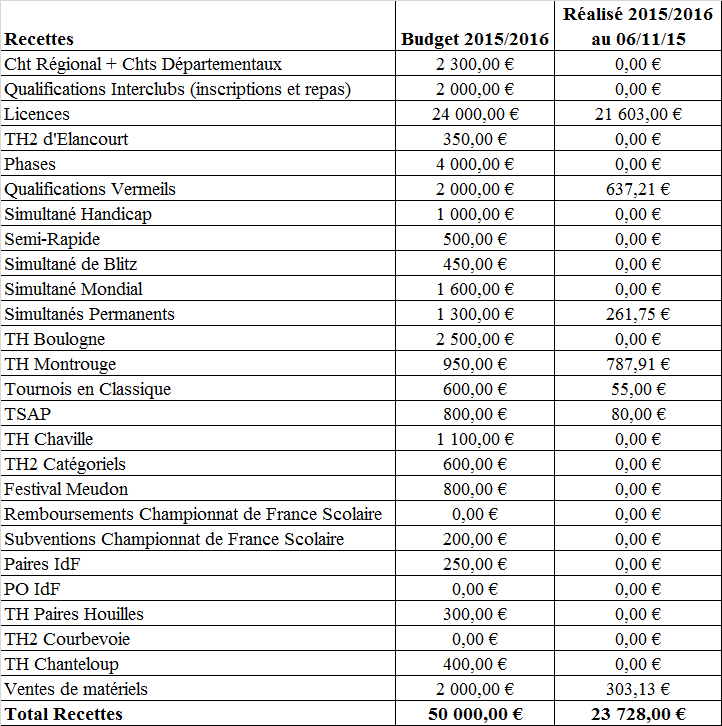 Recettes Budget 2015/2016 Réalisé 2015/2016 au 06/11/15
Cht Régional + Chts Départementaux 2 300,00 € 0,00 €
Qualifications Interclubs (inscriptions et repas) 2 000,00 € 0,00 €
Licences 24 000,00 € 21 603,00 €
TH2 d'Elancourt 350,00 € 0,00 €
Phases 4 000,00 € 0,00 €
Qualifications Vermeils 2 000,00 € 637,21 €
Simultané Handicap 1 000,00 € 0,00 €
Semi-Rapide 500,00 € 0,00 €
Simultané de Blitz 450,00 € 0,00 €
Simultané Mondial 1 600,00 € 0,00 €
Simultanés Permanents 1 300,00 € 261,75 €
TH Boulogne 2 500,00 € 0,00 €
TH Montrouge 950,00 € 787,91 €
Tournois en Classique 600,00 € 55,00 €
TSAP 800,00 € 80,00 €
TH Chaville 1 100,00 € 0,00 €
TH2 Catégoriels 600,00 € 0,00 €
Festival Meudon 800,00 € 0,00 €
Remboursements Championnat de France Scolaire 0,00 € 0,00 €
Subventions Championnat de France Scolaire 200,00 € 0,00 €
Paires IdF 250,00 € 0,00 €
PO IdF 0,00 € 0,00 €
TH Paires Houilles 300,00 € 0,00 €
TH2 Courbevoie 0,00 € 0,00 €
TH Chanteloup 400,00 € 0,00 €
Ventes de matériels 2 000,00 € 303,13 €
Total Recettes 50 000,00 € 23 728,00 €